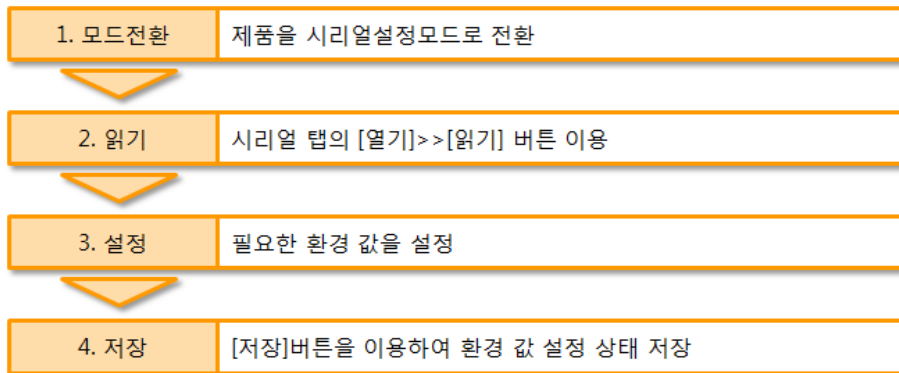 1. 모드전환 제품을 시리얼설정모드로 전환
2. 읽기 시리얼 탭의 [열기]>>[읽기] 버튼 이용
3. 설정 필요한 환경 값을 설정
4. 저장 [저장]버튼을 이용하여 환경 값 설정 상태 저장